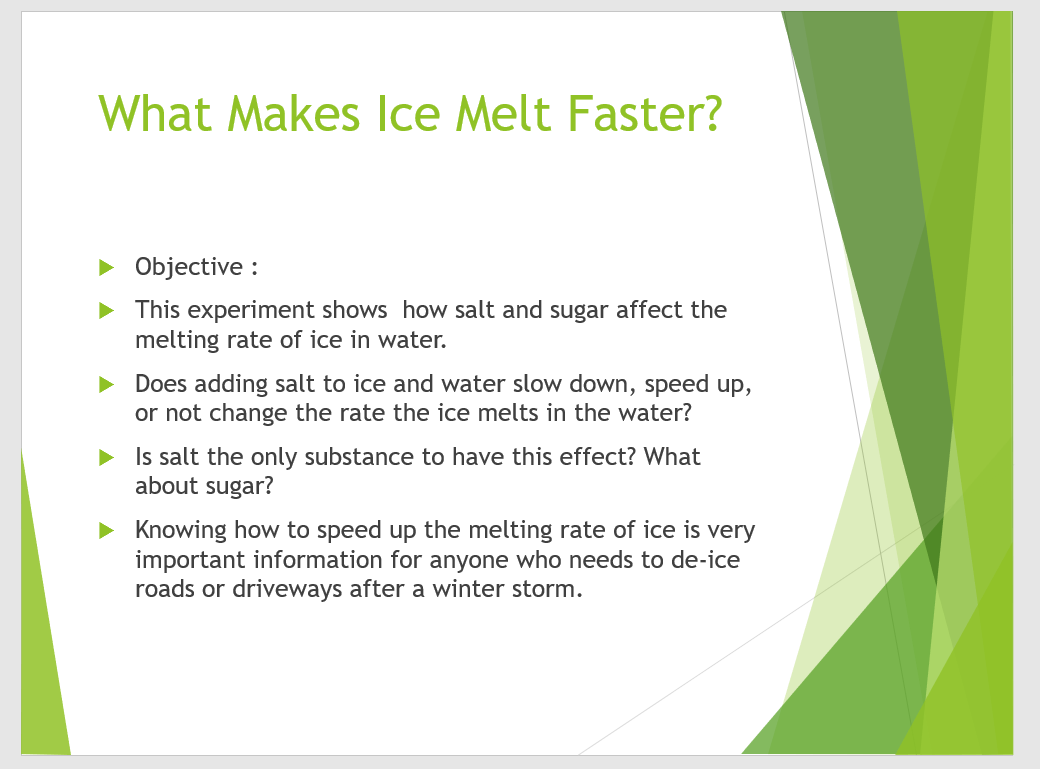 What Makes Ice Melt Faster?
Objective :
This experiment shows  how salt and sugar affect the
melting rate of ice in water.
Does adding salt to ice and water slow down, speed up,
or not change the rate the ice melts in the water?
Is salt the only substance to have this effect? What
about sugar?
Knowing how to speed up the melting rate of ice is very
important information for anyone who needs to de-ice
roads or driveways after a winter storm.